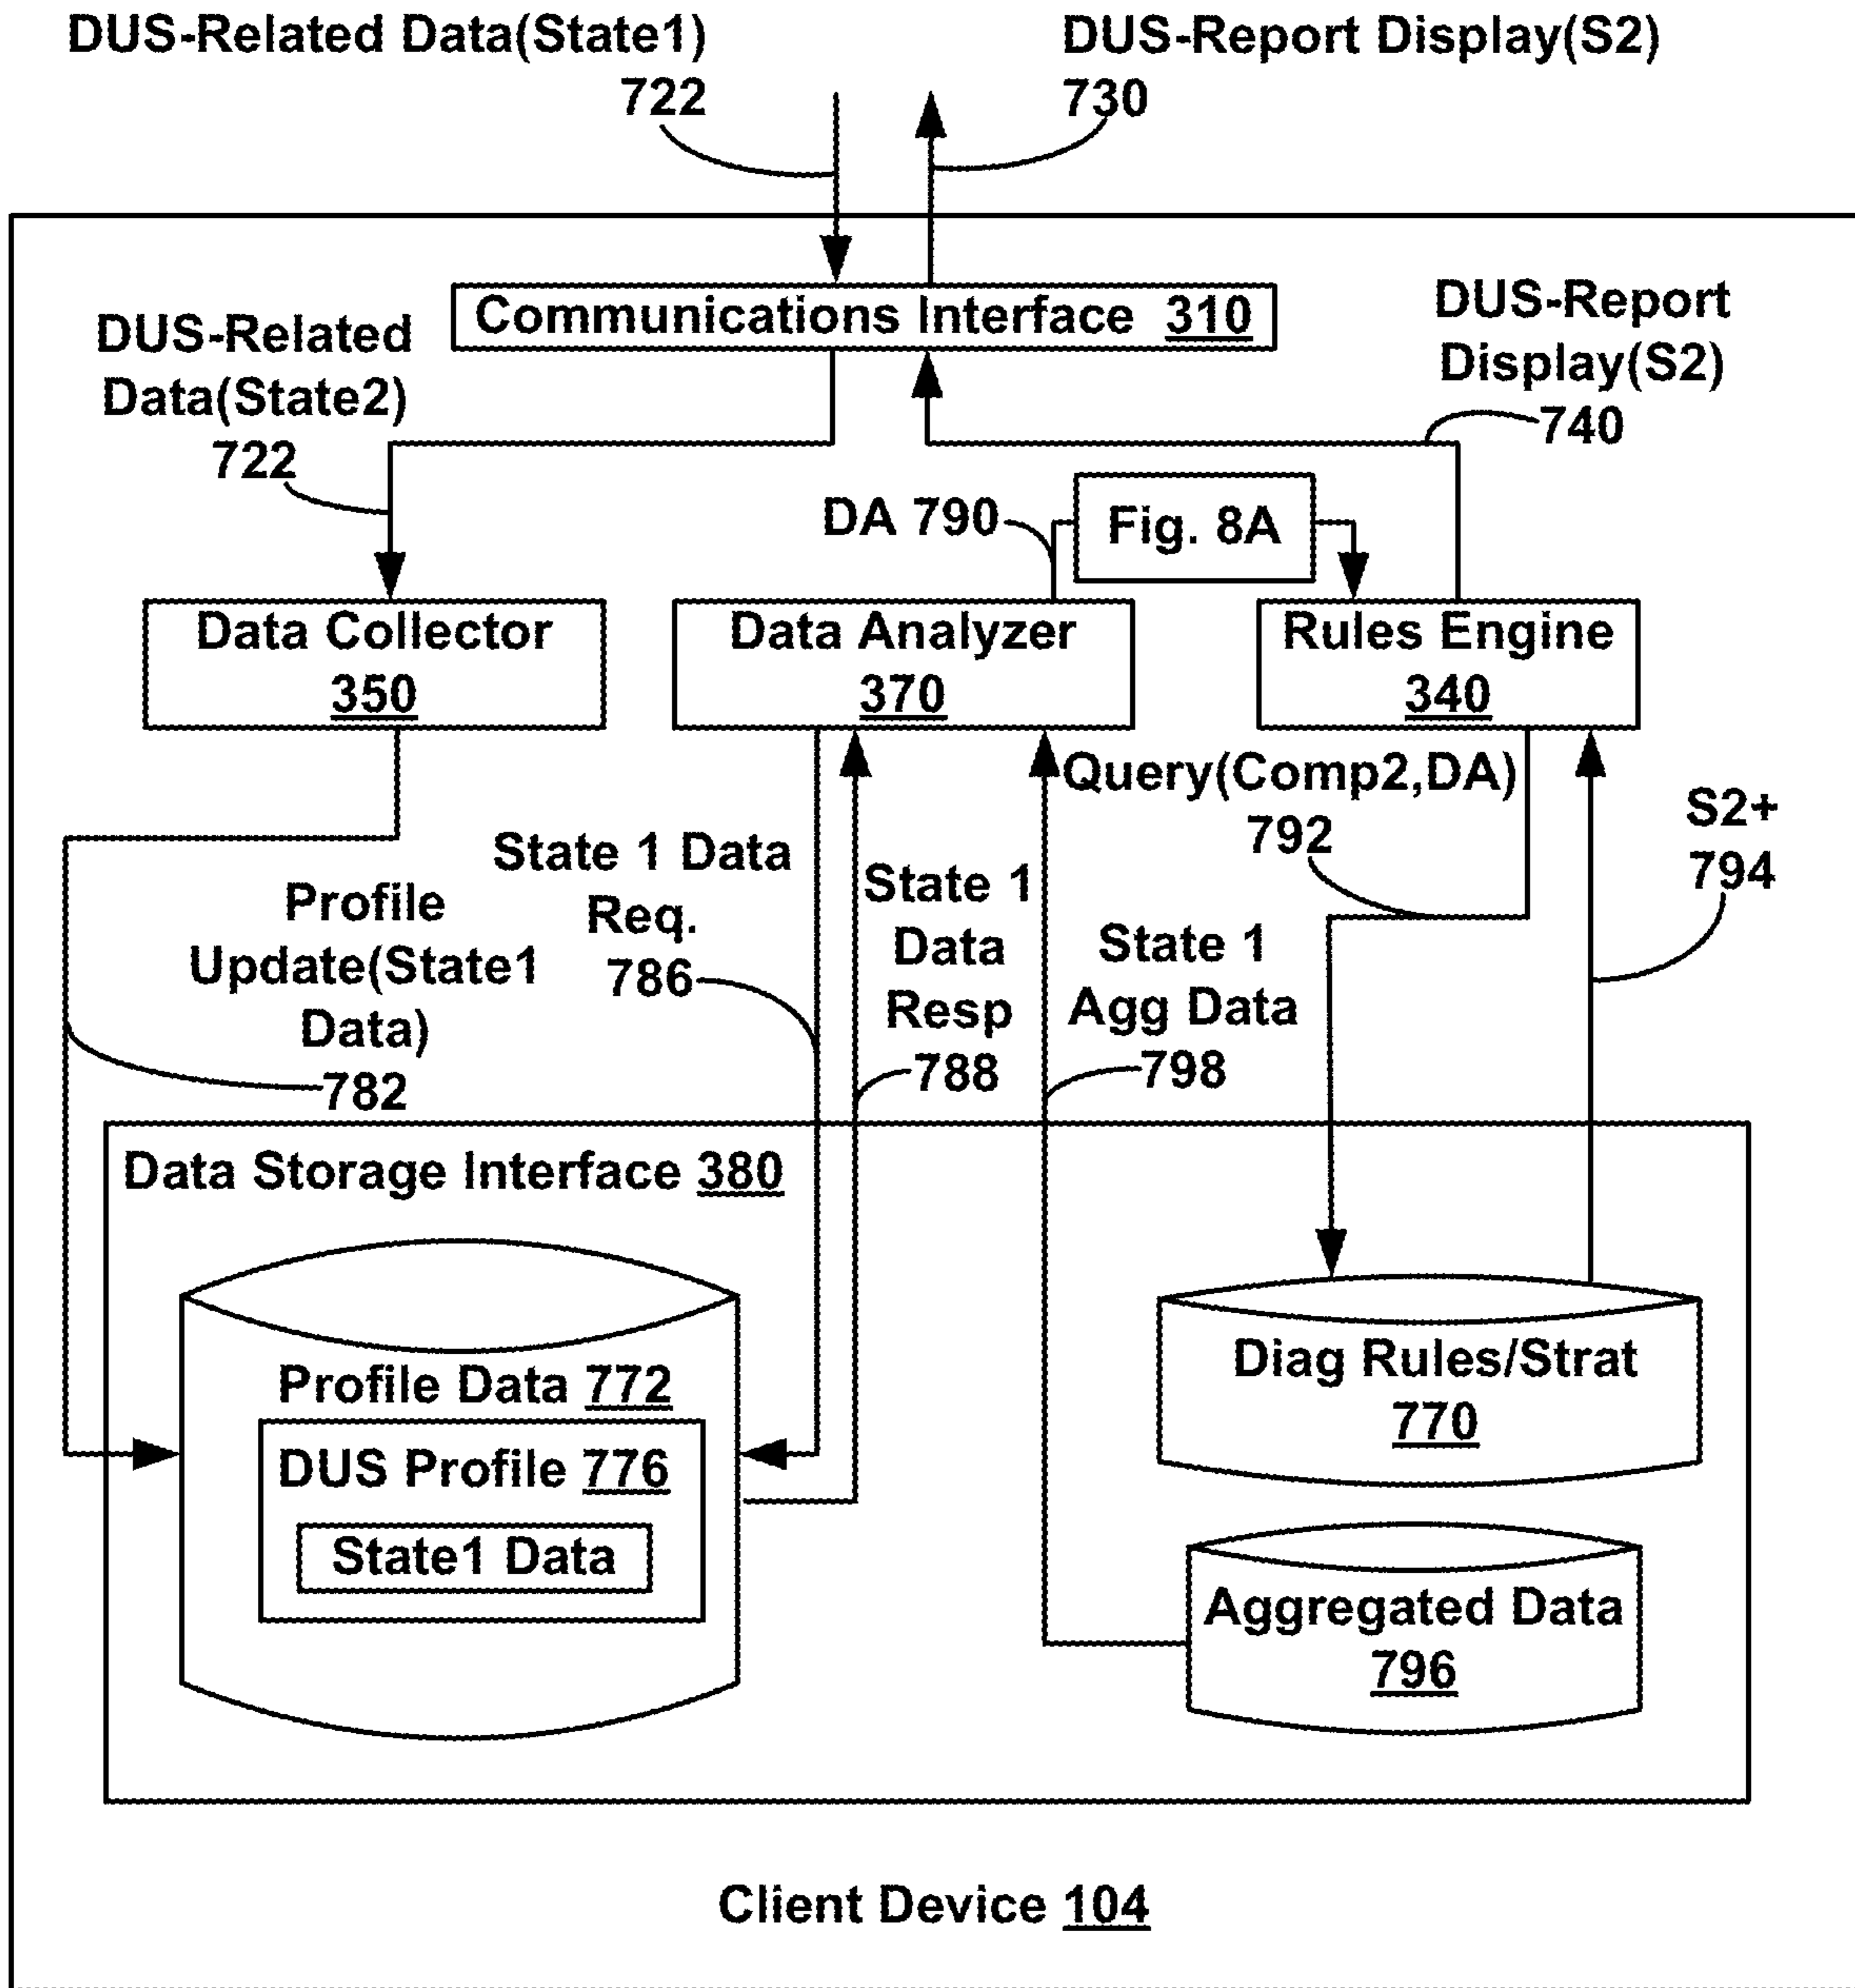 DUS-Related Data(State1)
722
DUS-Report Display(S2)
730
Communications Interface 310
DUS-Related
Data(State2)
722
DUS-Report
Display(S2)
740
DA 790
Fig. 8A
Data Collector
350
Data Analyzer
370
Rules Engine
340
Query(Comp2,DA)
792
S2+
794
State 1 Data
Req.
786
State 1
Data
Resp
788
State 1
Agg Data
798
Profile
Update(State1
Data)
782
Data Storage Interface 380
Profile Data 772
DUS Profile 776
State1 Data
Diag Rules/Strat
770
Aggregated Data
796
Client Device 104